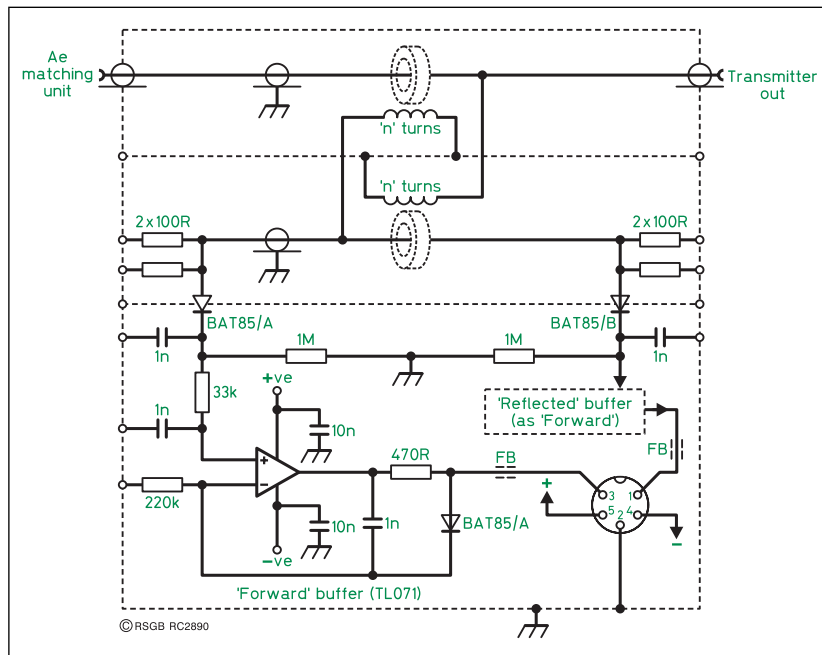 Ae
matching
unit
Transmitter
out
'n' turns
'n' turns
2x100R
2x100R
BAT85/A
BAT85/B
1n
1M
1M
1n
33k
+ve
'Reflected' buffer
(as 'Forward')
1n
10n
FB
470R
FB
+
−
+
3
1
5
2
4
220k
10n
1n
BAT85/A
−
−ve
'Forward' buffer (TL071)
© RSGB RC2890